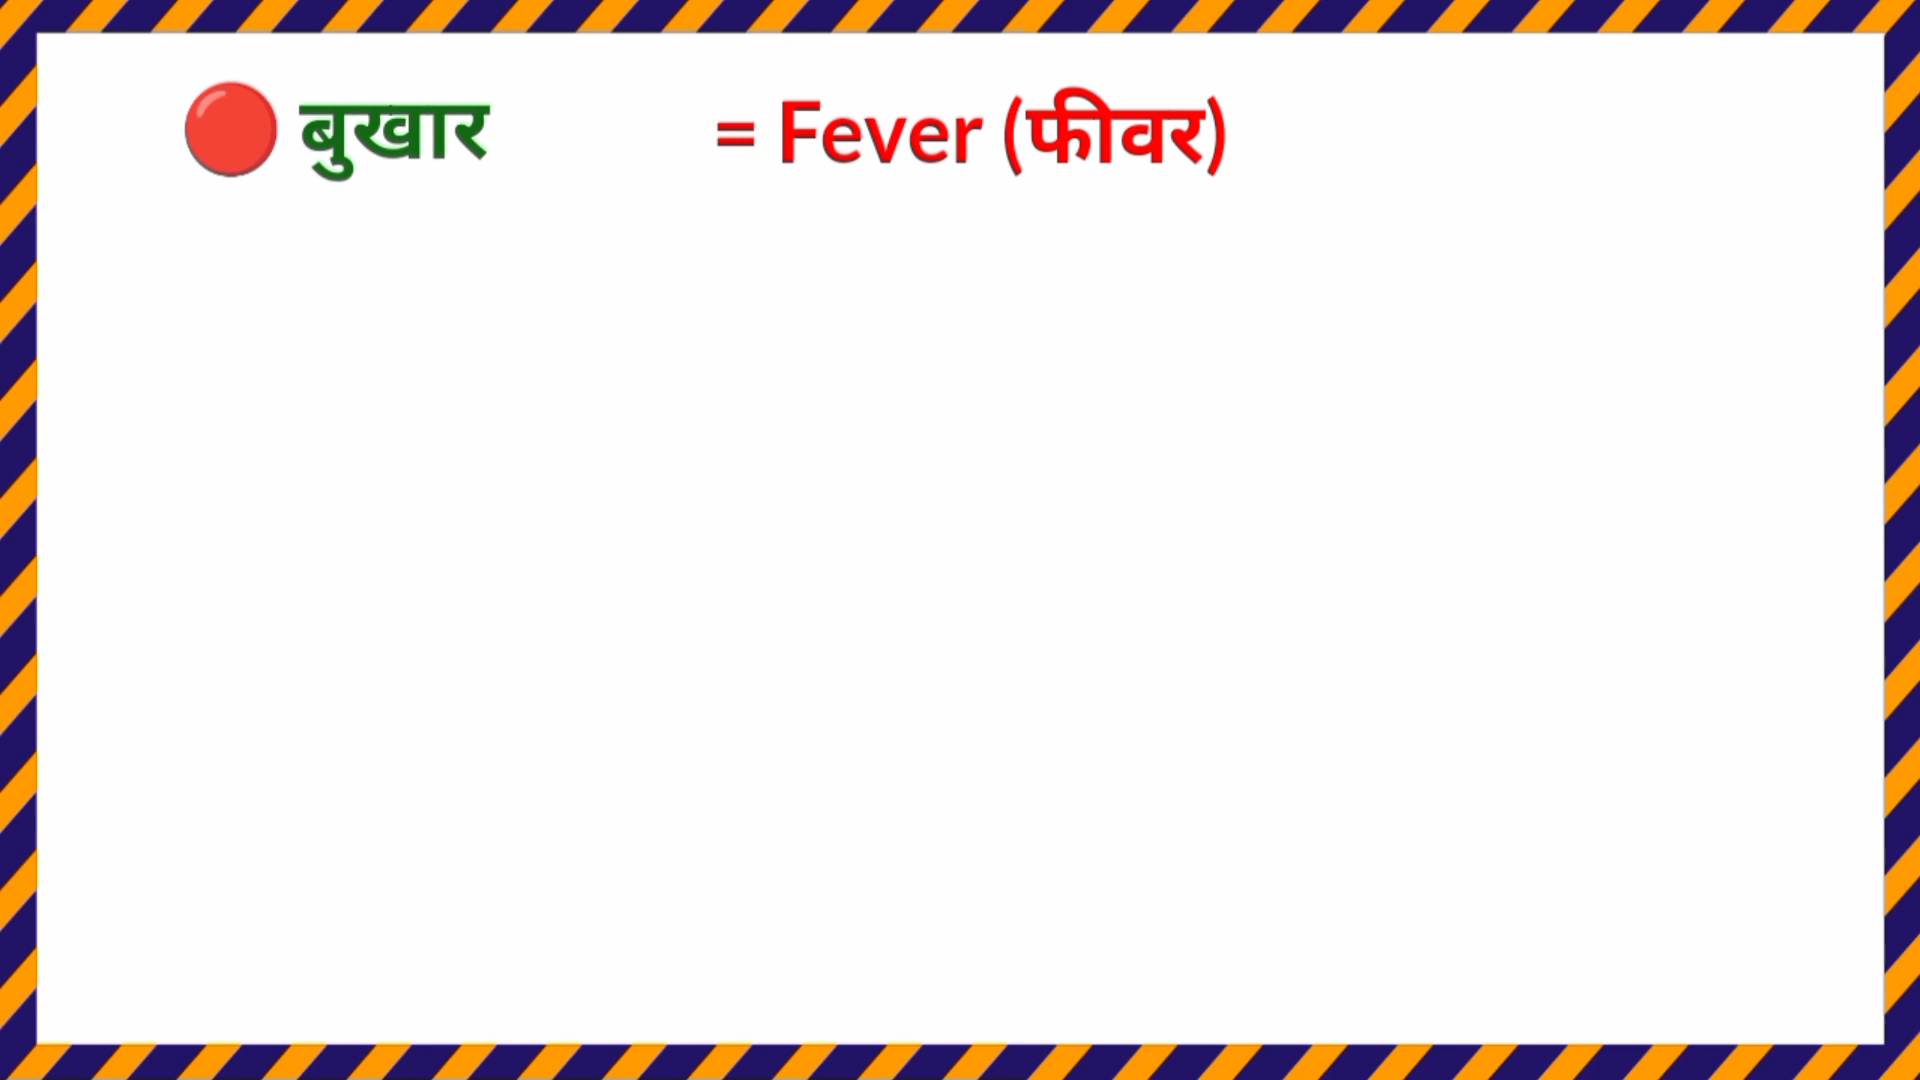 🔴 बुखार = Fever (फीवर)